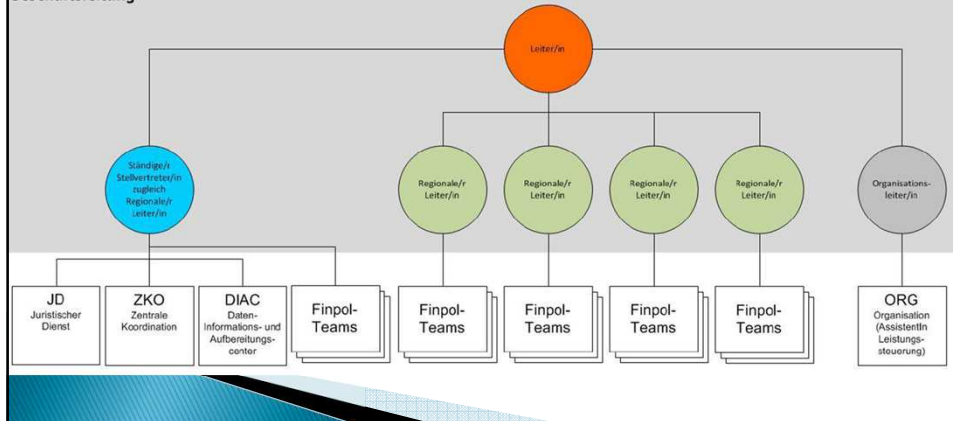 Leiter/in
Ständige/r
Stellvertreter/in
zugleich
Regionale/r
Leiter/in
Regionale/r
Leiter/in
Regionale/r
Leiter/in
Regionale/r
Leiter/in
Regionale/r
Leiter/in
Organisations-
leiter/in
JD
Juristischer
Dienst
ZKO
Zentrale
Koordination
DIAC
Daten-
Informations- und
Aufbereitungs-
center
Finpol-
Teams
Finpol-
Teams
Finpol-
Teams
Finpol-
Teams
Finpol-
Teams
ORG
Organisation
(AssistentIn
Leistungs-
steuerung)